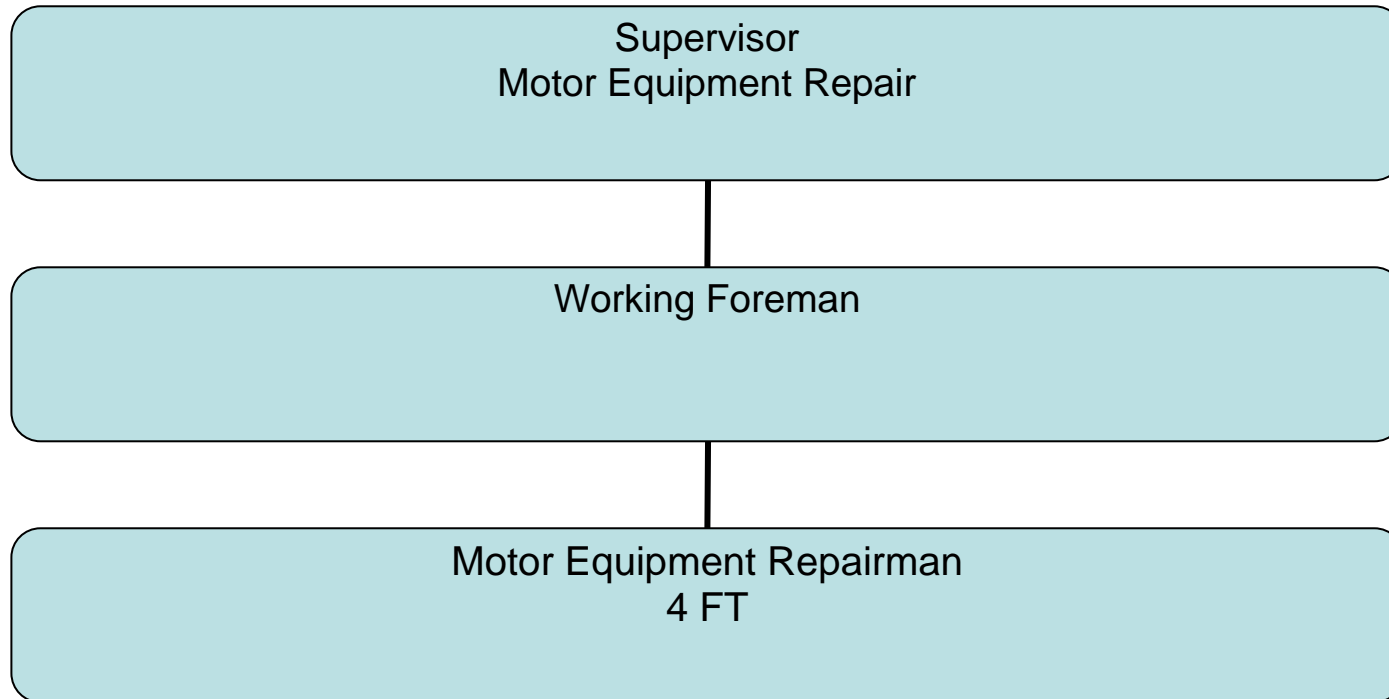 Supervisor
Motor Equipment Repair
Working Foreman
Motor Equipment Repairman
4 FT